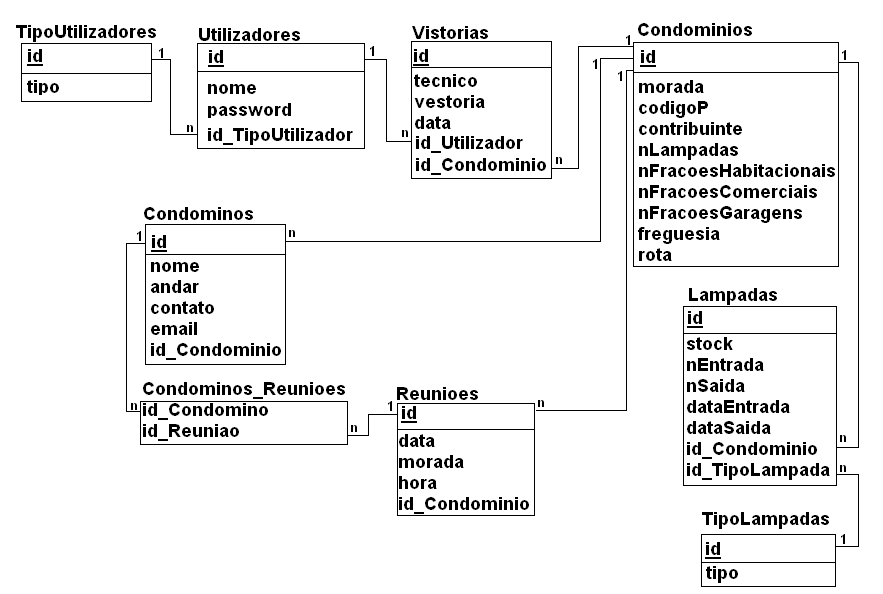 TipoUtilizadores
id
tipo
1
n
Utilizadores
id
nome
password
id_TipoUtilizador
1
n
Vistorias
id
tecnico
vestoria
data
id_Utilizador
id_Condominio
n
1
1
1
Condominios
id
morada
codigoP
contribuinte
nLampadas
nFracoesHabitacionais
nFracoesComerciais
nFracoesGaragens
freguesia
rota
1
Condominos
1
id
n
nome
andar
contato
email
id_Condominio
Condominos_Reunioes
n
id_Condomino
id_Reuniao
n
Reunioes
1
id
n
data
morada
hora
id_Condominio
Lampadas
id
stock
nEntrada
nSaida
dataEntrada
dataSaida
id_Condominio
n
id_TipoLampada
n
TipoLampadas
id
1
tipo